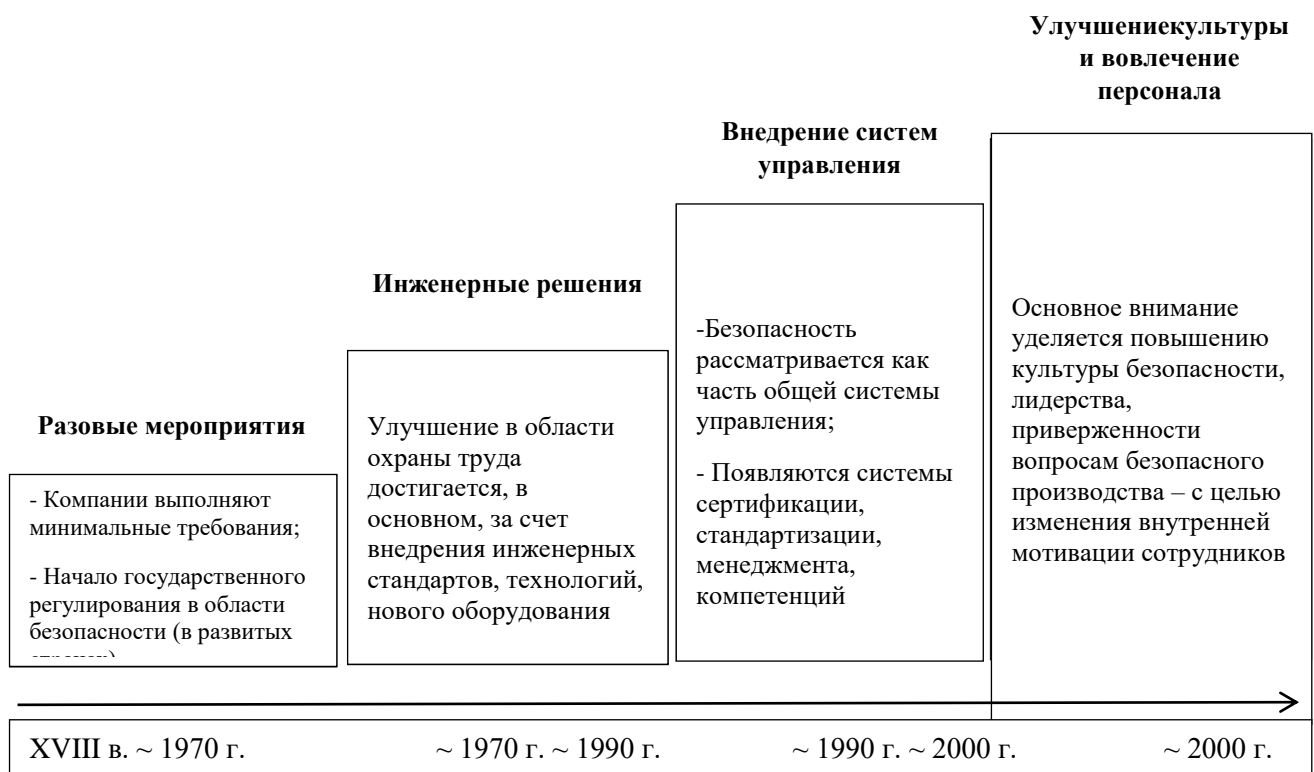 Разовые мероприятия
- Компании выполняют
минимальные требования;
- Начало государственного
регулирования в области
безопасности (в развитых
Инженерные решения
Улучшение в области
охраны труда
достигается, в
основном, за счет
внедрения инженерных
стандартов, технологий,
нового оборудования
Внедрение систем
управления
-Безопасность
рассматривается как
часть общей системы
управления;
- Появляются системы
сертификации,
стандартизации,
менеджмента,
компетенций
Улучшениекультуры
и вовлечение
персонала
Основное внимание
уделяется повышению
культуры безопасности,
лидерства,
приверженности
вопросам безопасного
производства – с целью
изменения внутренней
мотивации сотрудников
XVIII в. ~ 1970 г. ~ 1970 г. ~ 1990 г. ~ 1990 г. ~ 2000 г. ~ 2000 г.